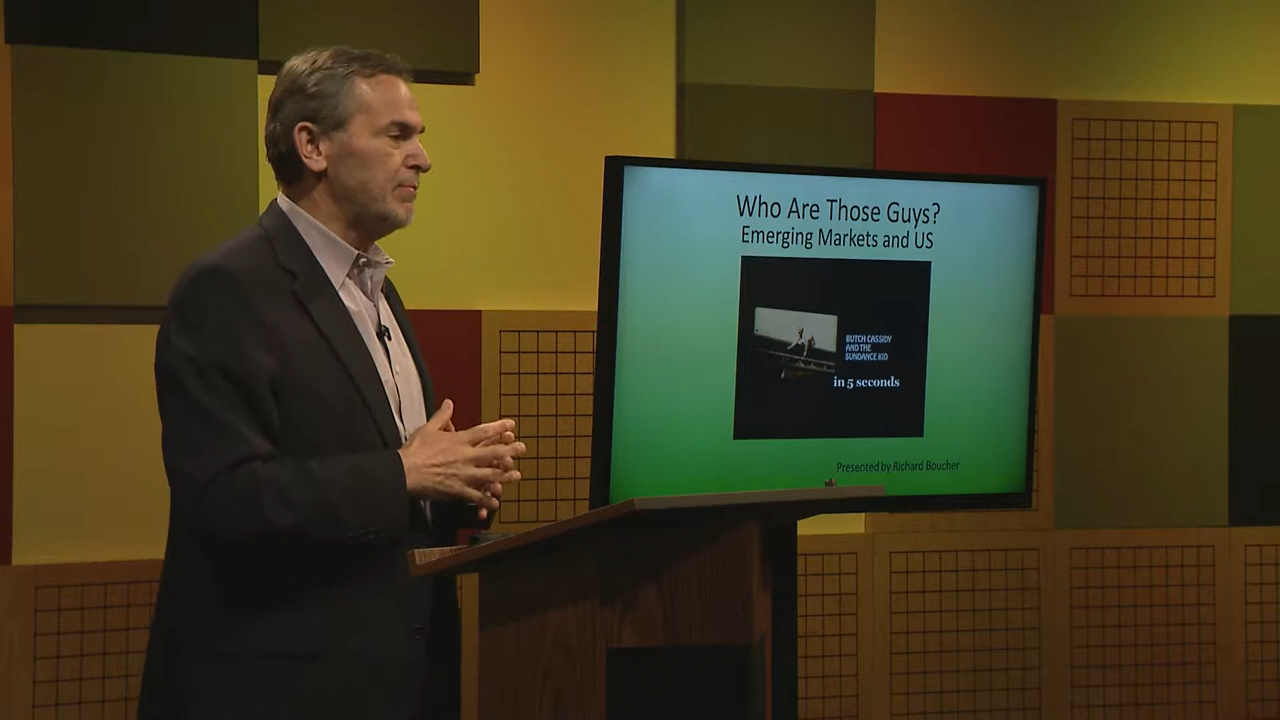 Who Are Those Guys?
Emerging Markets and US
BUTCH CASSIDY
AND THE
SUNDANCE KID
in 5 seconds
Presented by Richard Boucher